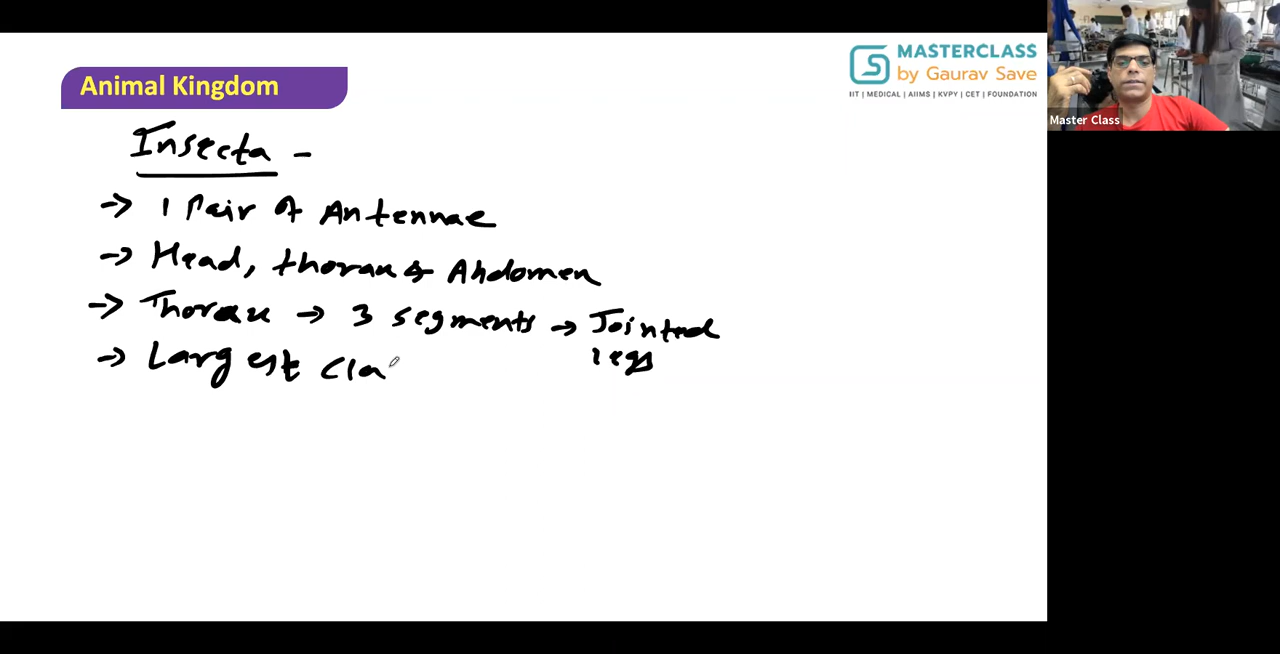 Animal Kingdom
MASTERCLASS
by Gaurav Save
IIT | MEDICAL | AIIMS | KVPY | CET | FOUNDATION
Master Class
Insecta -
→ 1 Pair of Antennae
→ Head, thorax & Abdomen
→ Thorax → 3 segments → Jointed
legs
→ Largest cla